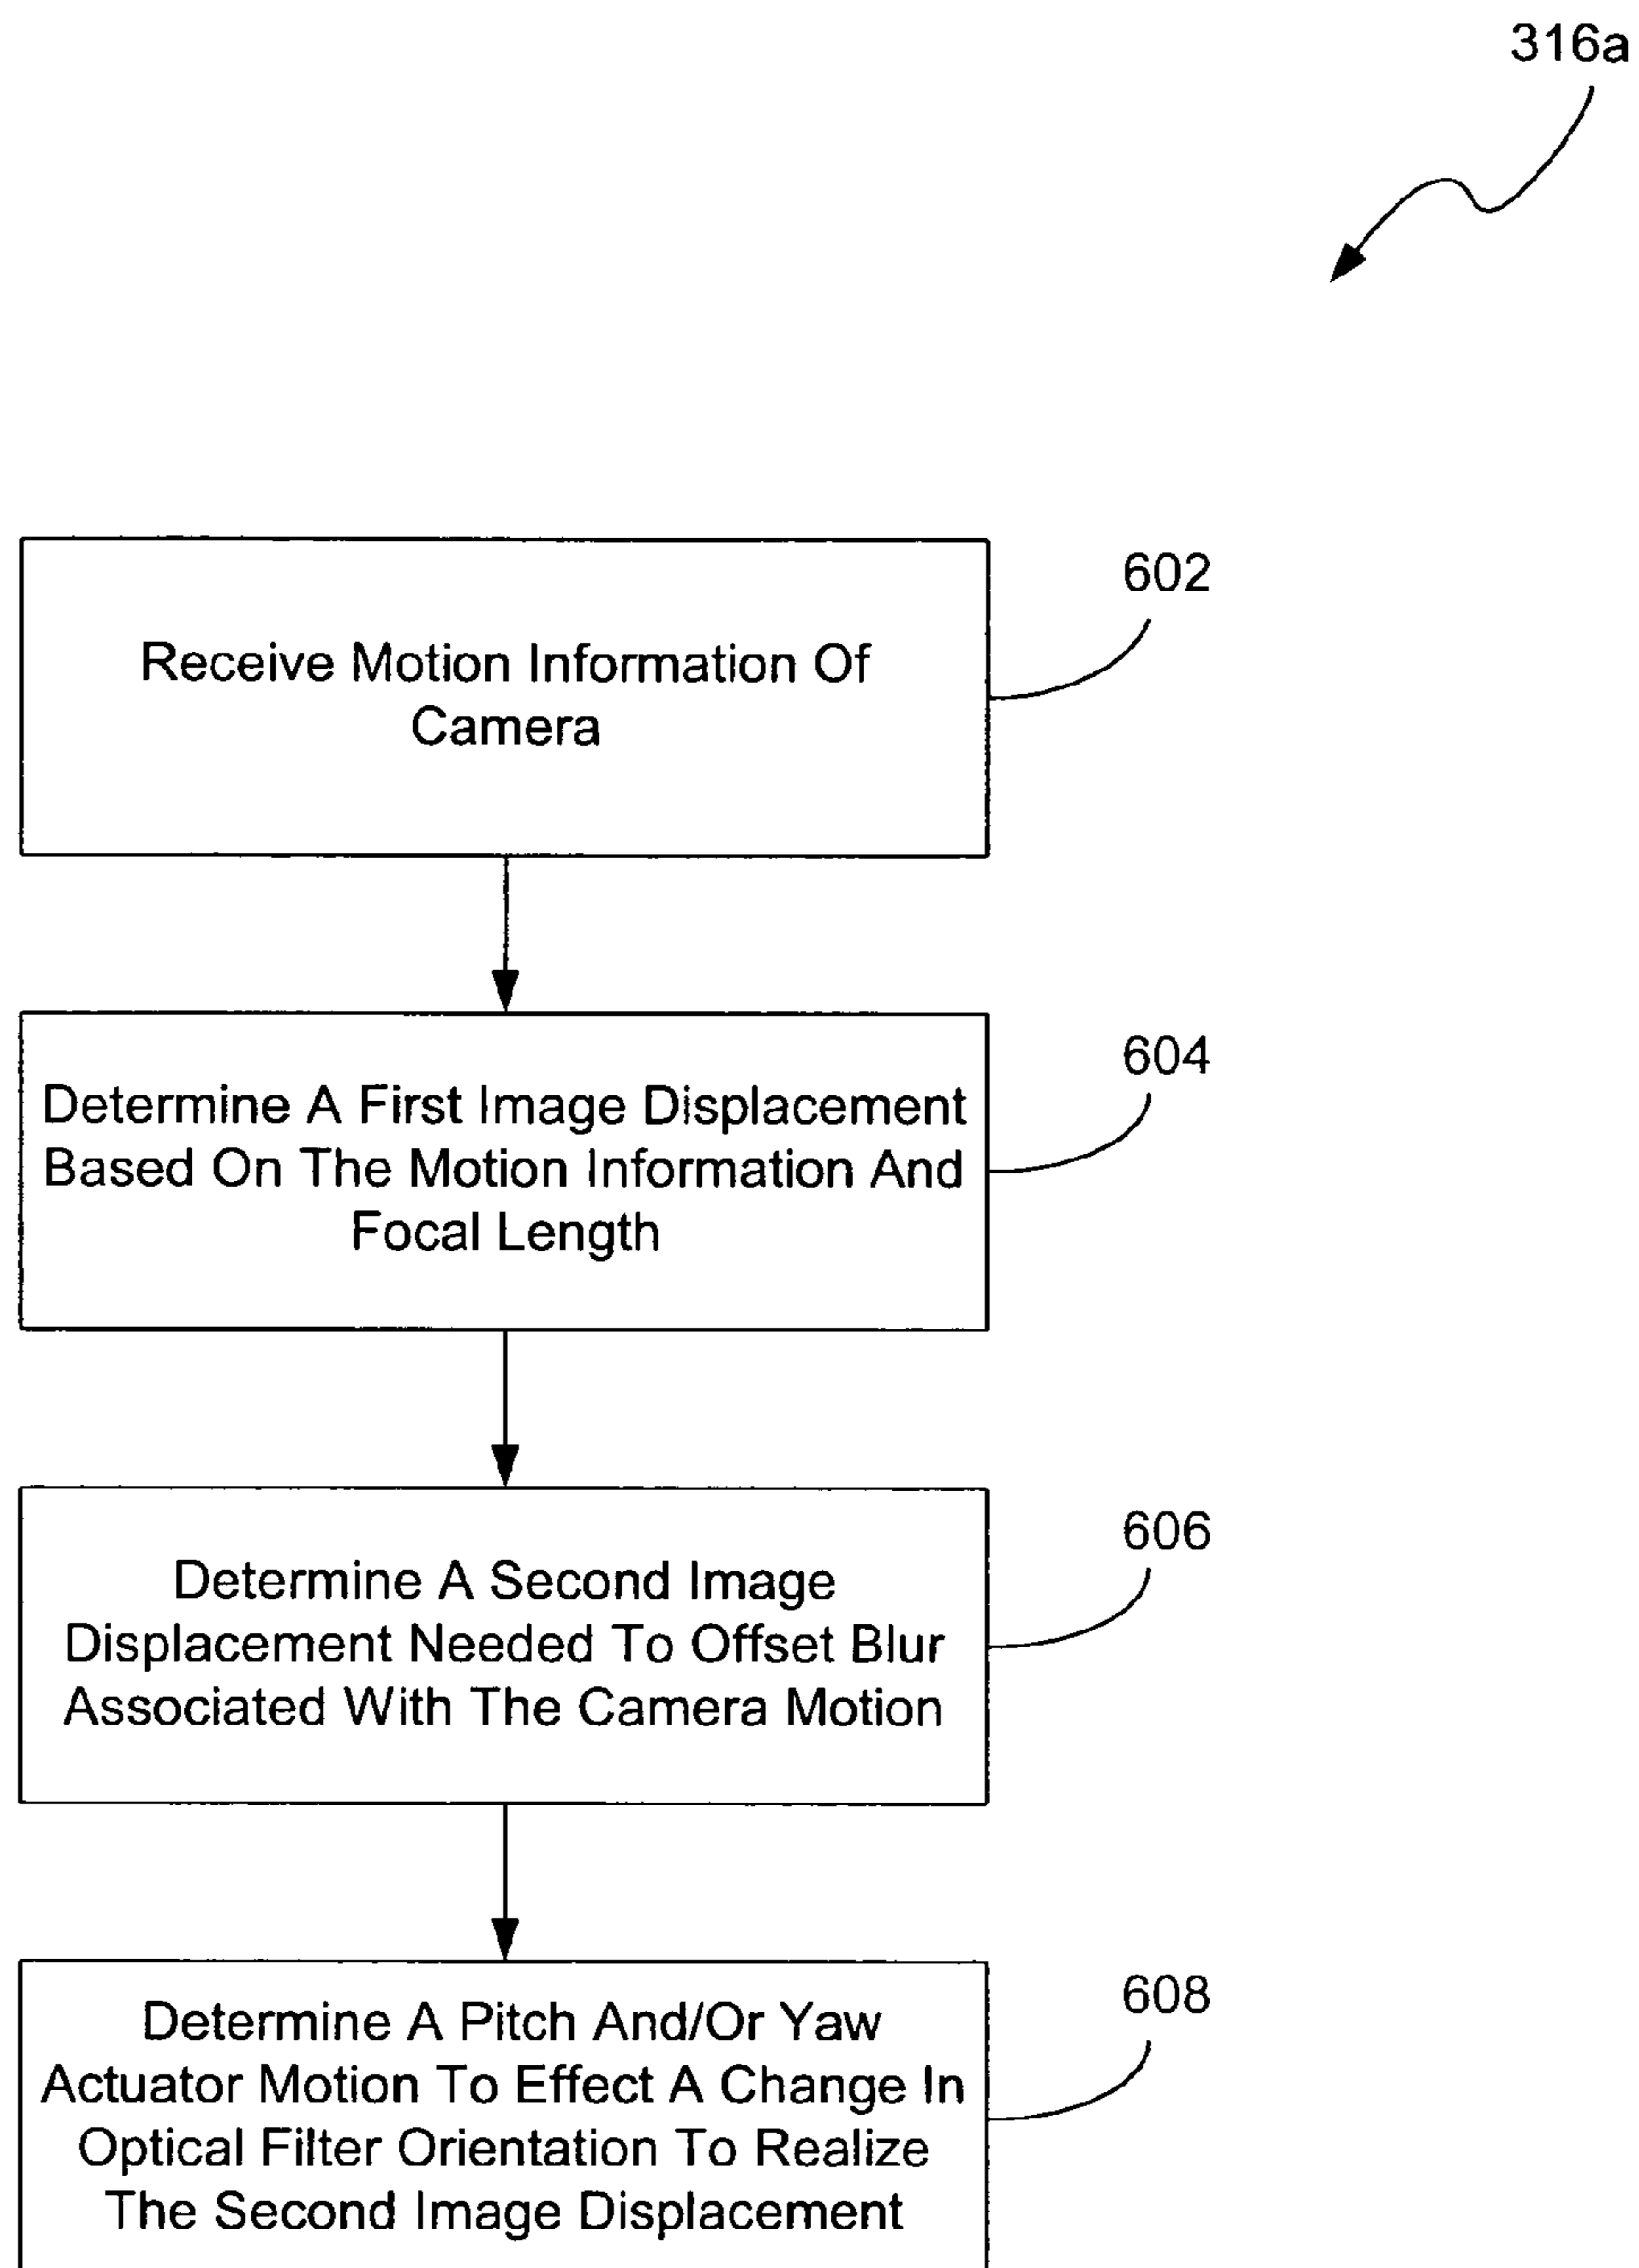 316a
Receive Motion Information Of
Camera
602
Determine A First Image Displacement
Based On The Motion Information And
Focal Length
604
Determine A Second Image
Displacement Needed To Offset Blur
Associated With The Camera Motion
606
Determine A Pitch And/Or Yaw
Actuator Motion To Effect A Change In
Optical Filter Orientation To Realize
The Second Image Displacement
608